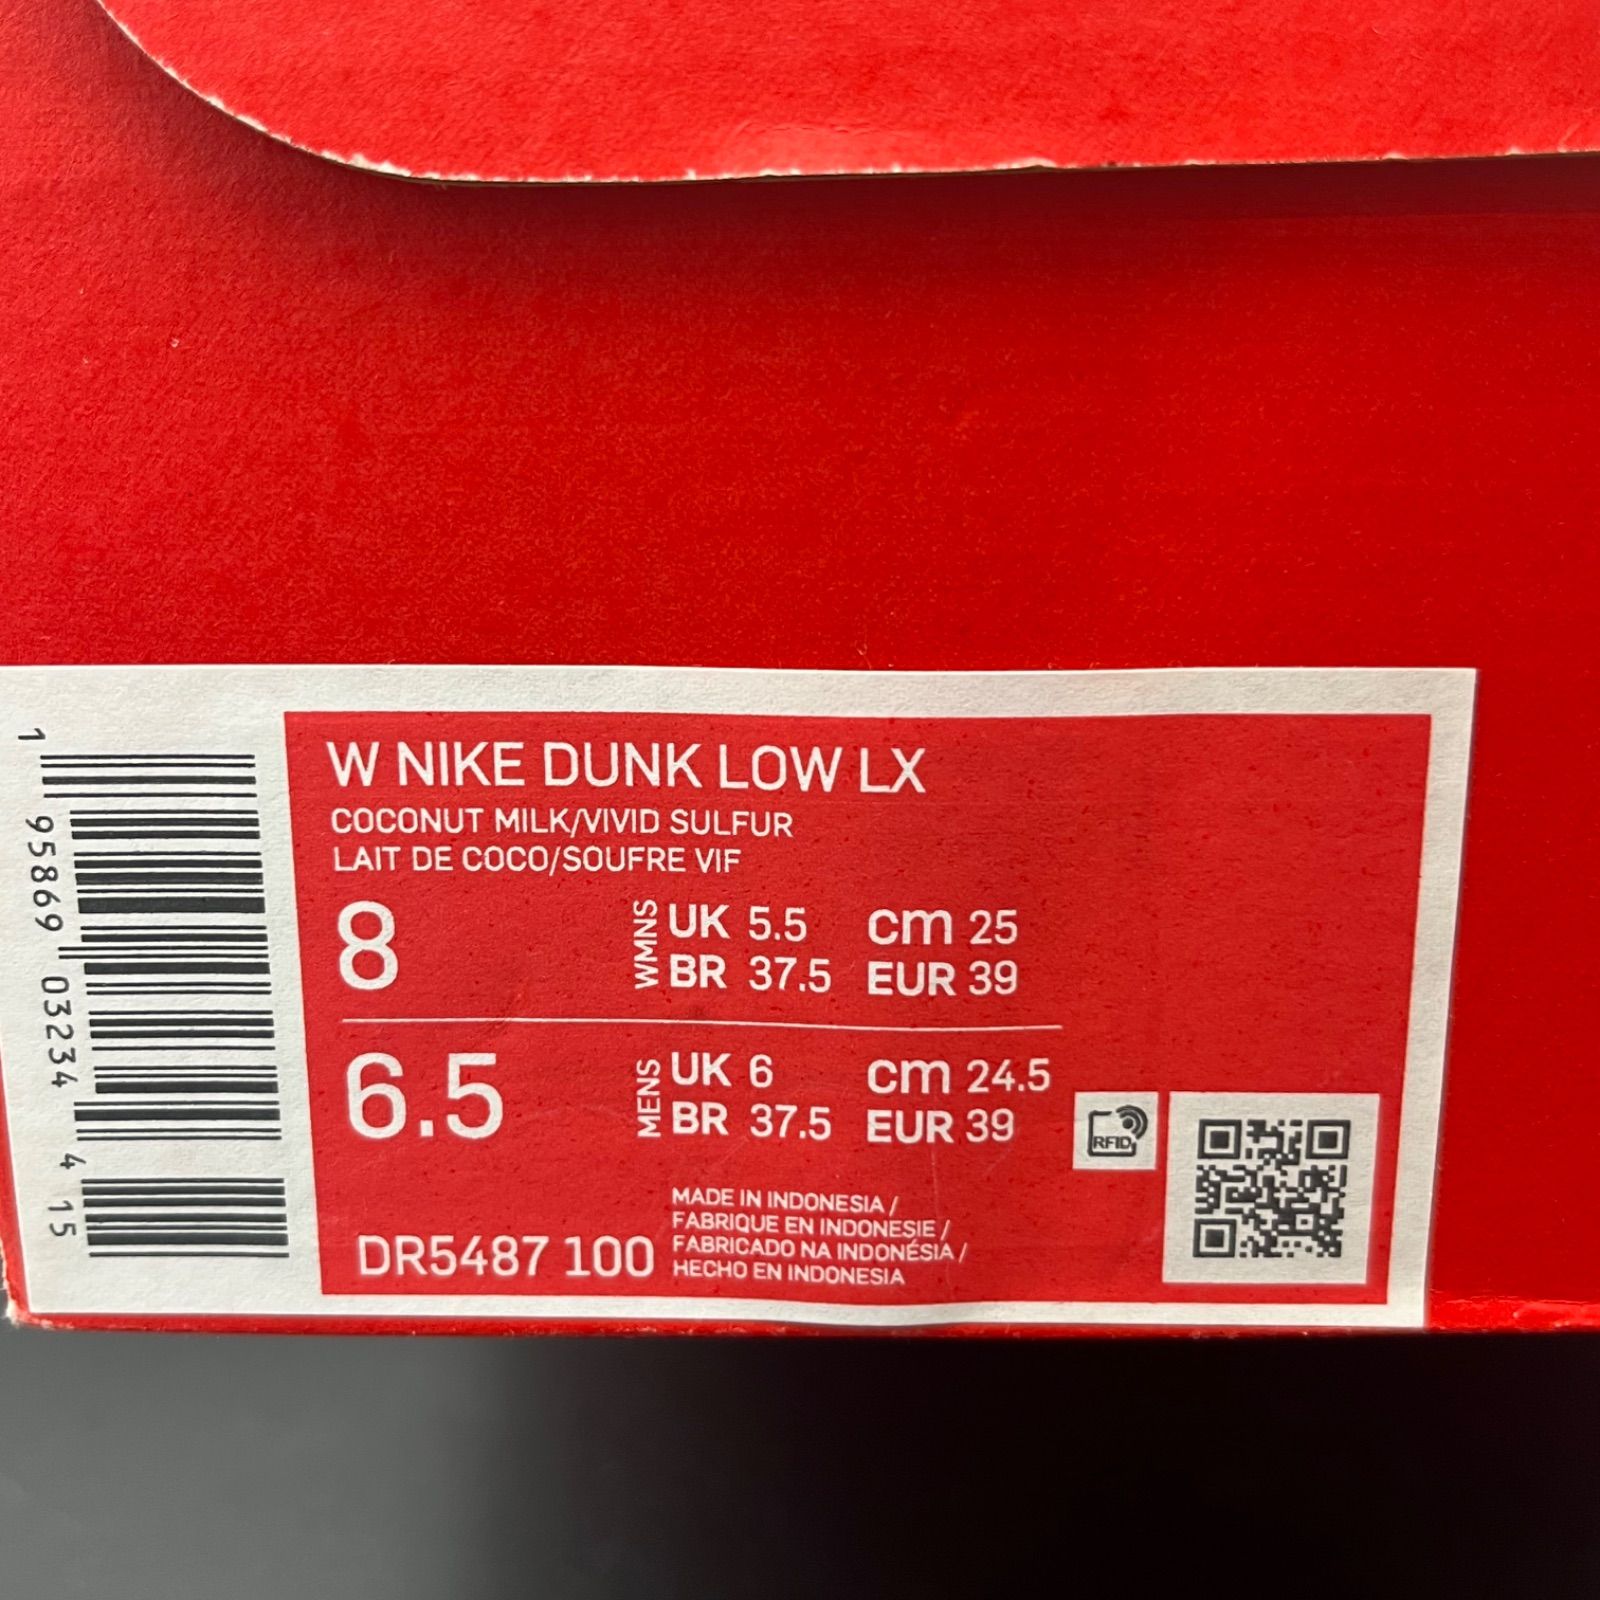 W NIKE DUNK LOW LX
COCONUT MILK/VIVID SULFUR
LAIT DE COCO/SOUFRE VIF
8 WMNS UK 5.5 cm 25
BR 37.5 EUR 39
6.5 MENS UK 6 cm 24.5
BR 37.5 EUR 39
RFID
DR5487 100
MADE IN INDONESIA /
FABRIQUE EN INDONESIE /
FABRICADO NA INDONÉSIA /
HECHO EN INDONESIA
1 95869 03234 4 15